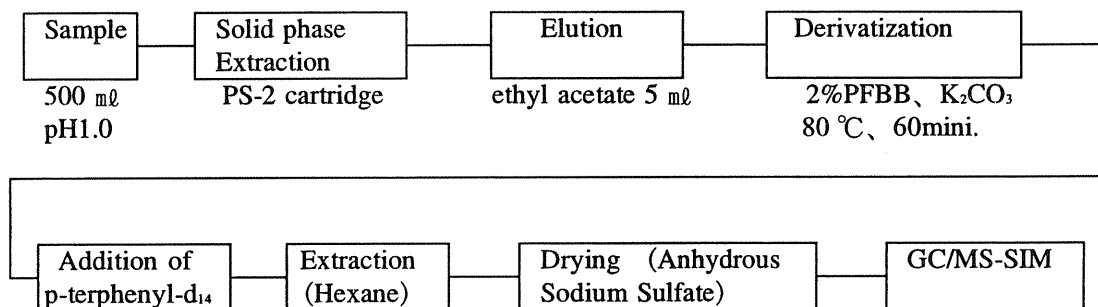 Sample
500 ㎖
pH1.0
Solid phase
Extraction
PS-2 cartridge
Elution
ethyl acetate 5 ㎖
Derivatization
2%PFBB、K₂CO₃
80 ℃、60mini.
Addition of
p-terphenyl-d₁₄
Extraction
(Hexane)
Drying （Anhydrous
Sodium Sulfate）
GC/MS-SIM